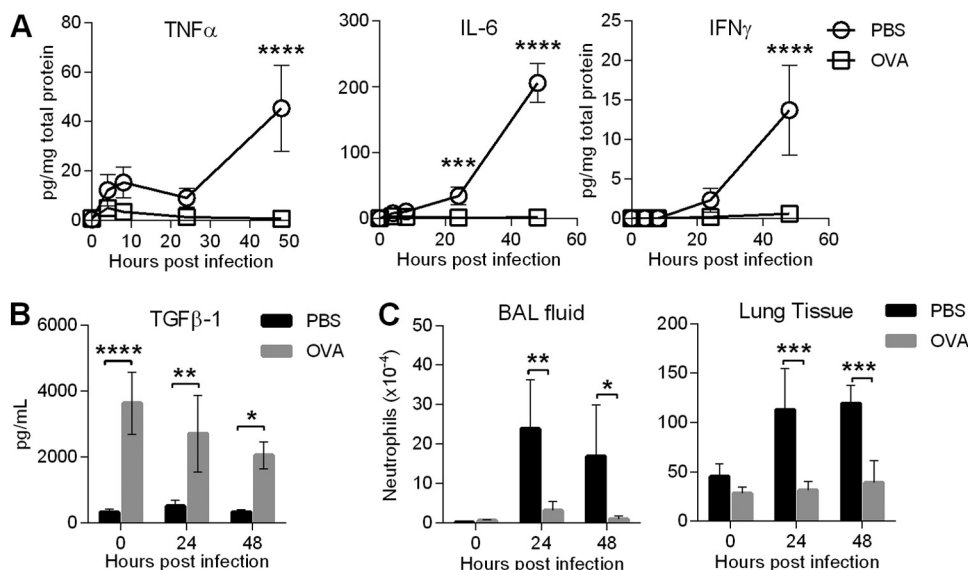 A
TNFα
IL-6
IFNγ
PBS
OVA
pg/mg total protein
80
60
40
20
0
****
0 10 20 30 40 50
Hours post infection
300
200
100
0
***
****
0 20 40 60
Hours post infection
pg/mg total protein
25
20
15
10
5
0
****
0 20 40 60
Hours post infection
B
TGFβ-1
PBS
OVA
pg/mL
6000
4000
2000
0
****
**
*
0 24 48
Hours post infection
C
BAL fluid
Neutrophils (x10-4)
50
40
30
20
10
0
**
*
0 24 48
Hours post infection
Lung Tissue
PBS
OVA
200
150
100
50
0
***
***
0 24 48
Hours post infection